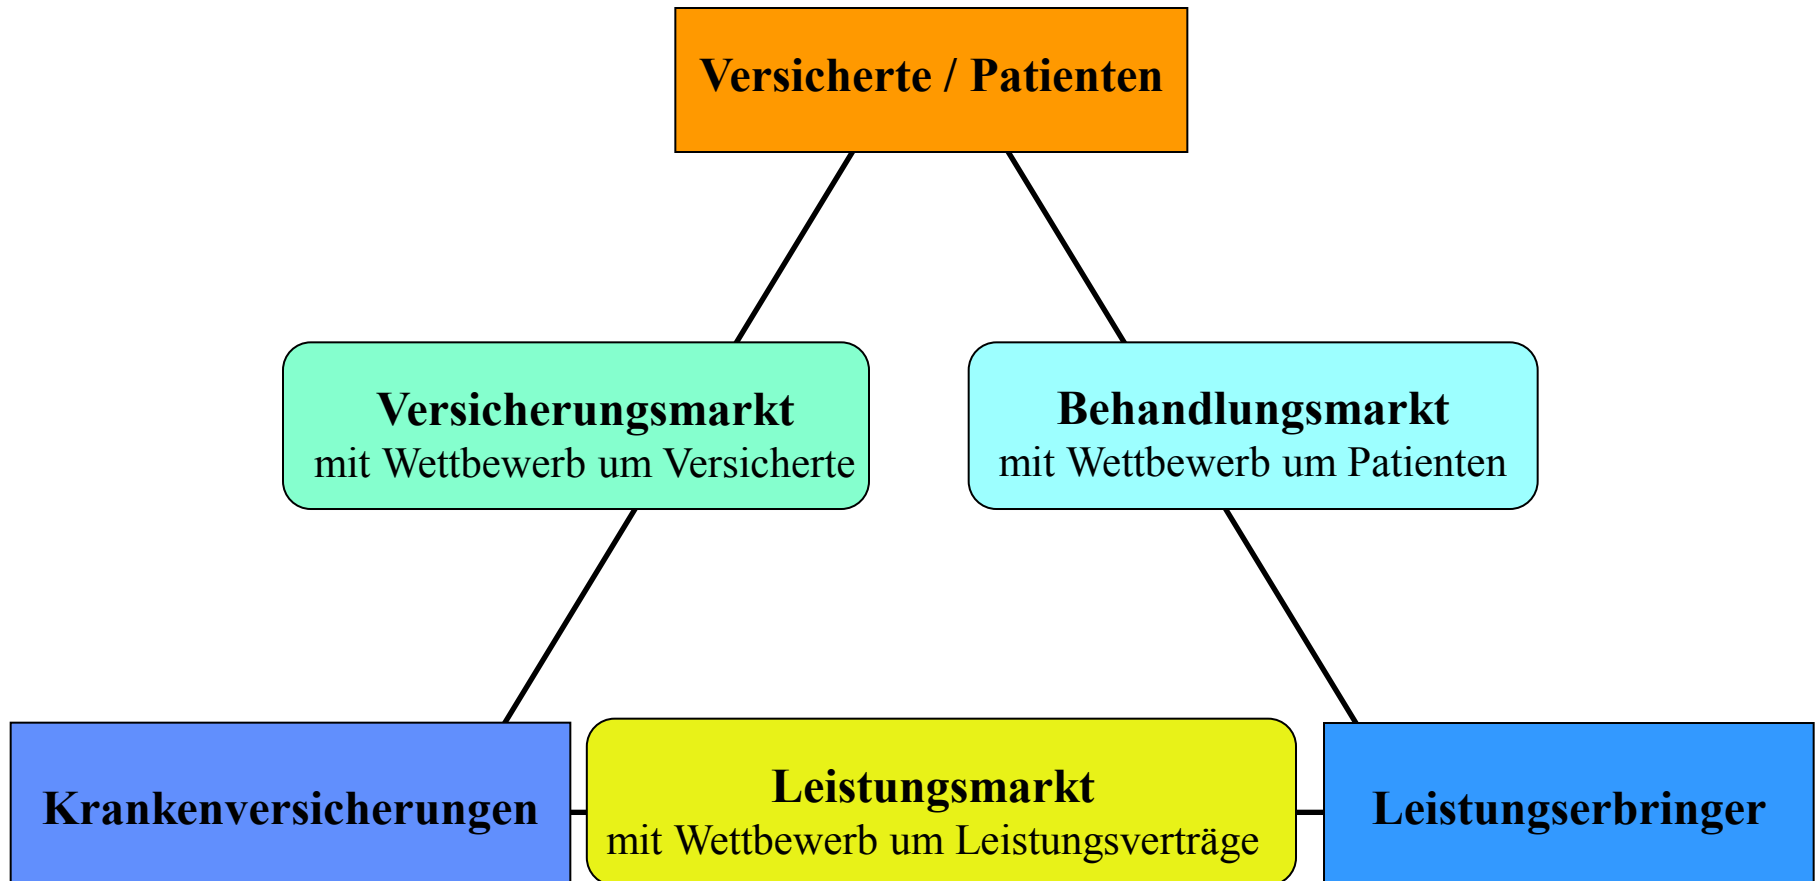 Versicherte / Patienten
Versicherungsmarkt
mit Wettbewerb um Versicherte
Behandlungsmarkt
mit Wettbewerb um Patienten
Krankenversicherungen
Leistungsmarkt
mit Wettbewerb um Leistungsverträge
Leistungserbringer